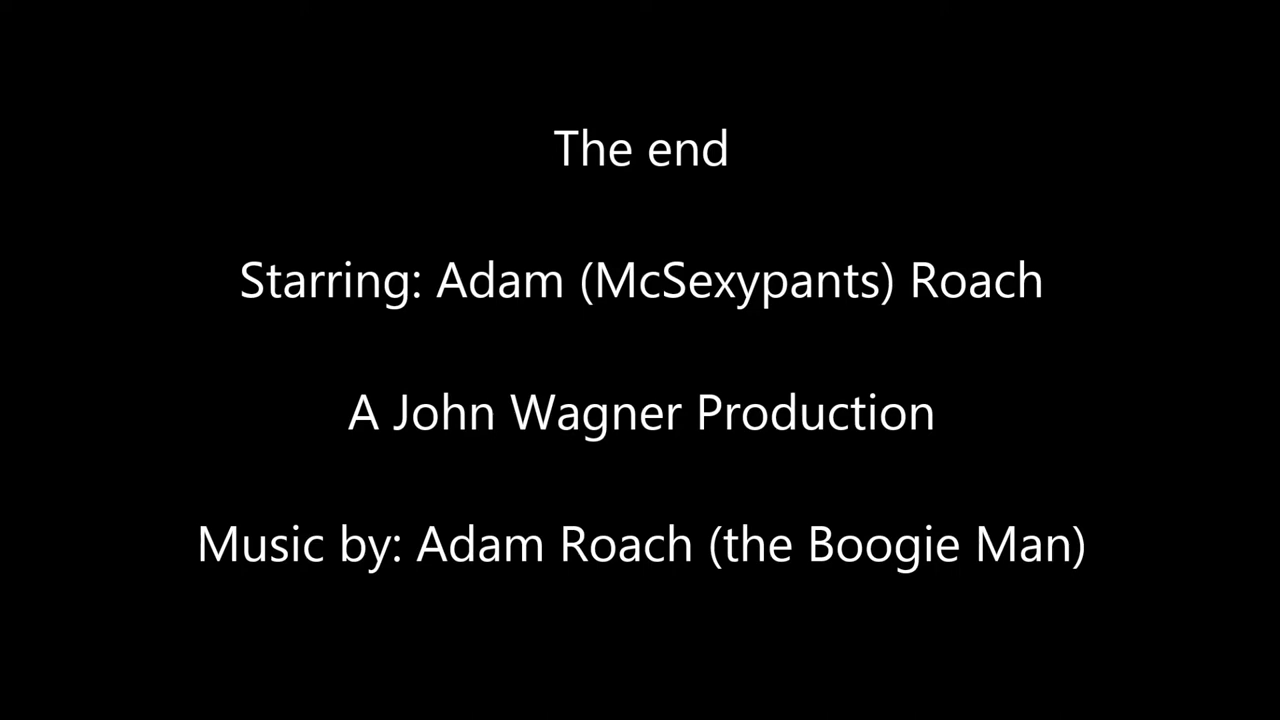 The end
Starring: Adam (McSexypants) Roach
A John Wagner Production
Music by: Adam Roach (the Boogie Man)